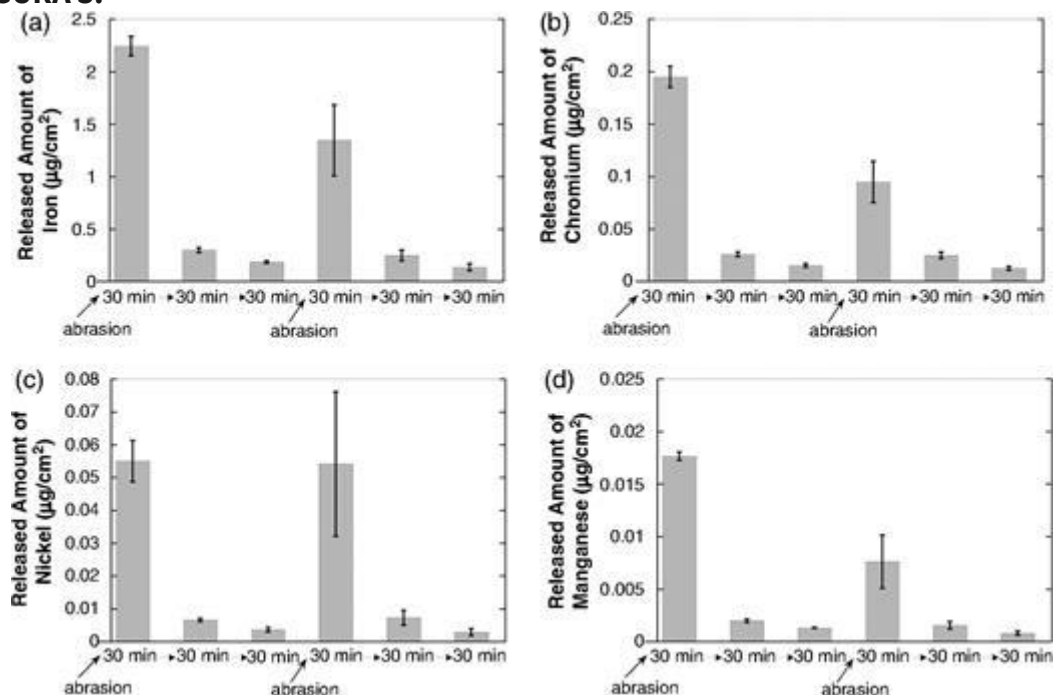 (a)
Released Amount of
Iron (µg/cm²)
2.5
2
1.5
1
0.5
0
30 min ▸30 min ▸30 min 30 min ▸30 min ▸30 min
abrasion abrasion
(b)
Released Amount of
Chromium (µg/cm²)
0.25
0.2
0.15
0.1
0.05
0
30 min ▸30 min ▸30 min 30 min ▸30 min ▸30 min
abrasion abrasion
(c)
Released Amount of
Nickel (µg/cm²)
0.08
0.07
0.06
0.05
0.04
0.03
0.02
0.01
0
30 min ▸30 min ▸30 min 30 min ▸30 min ▸30 min
abrasion abrasion
(d)
Released Amount of
Manganese (µg/cm²)
0.025
0.02
0.015
0.01
0.005
0
30 min ▸30 min ▸30 min 30 min ▸30 min ▸30 min
abrasion abrasion